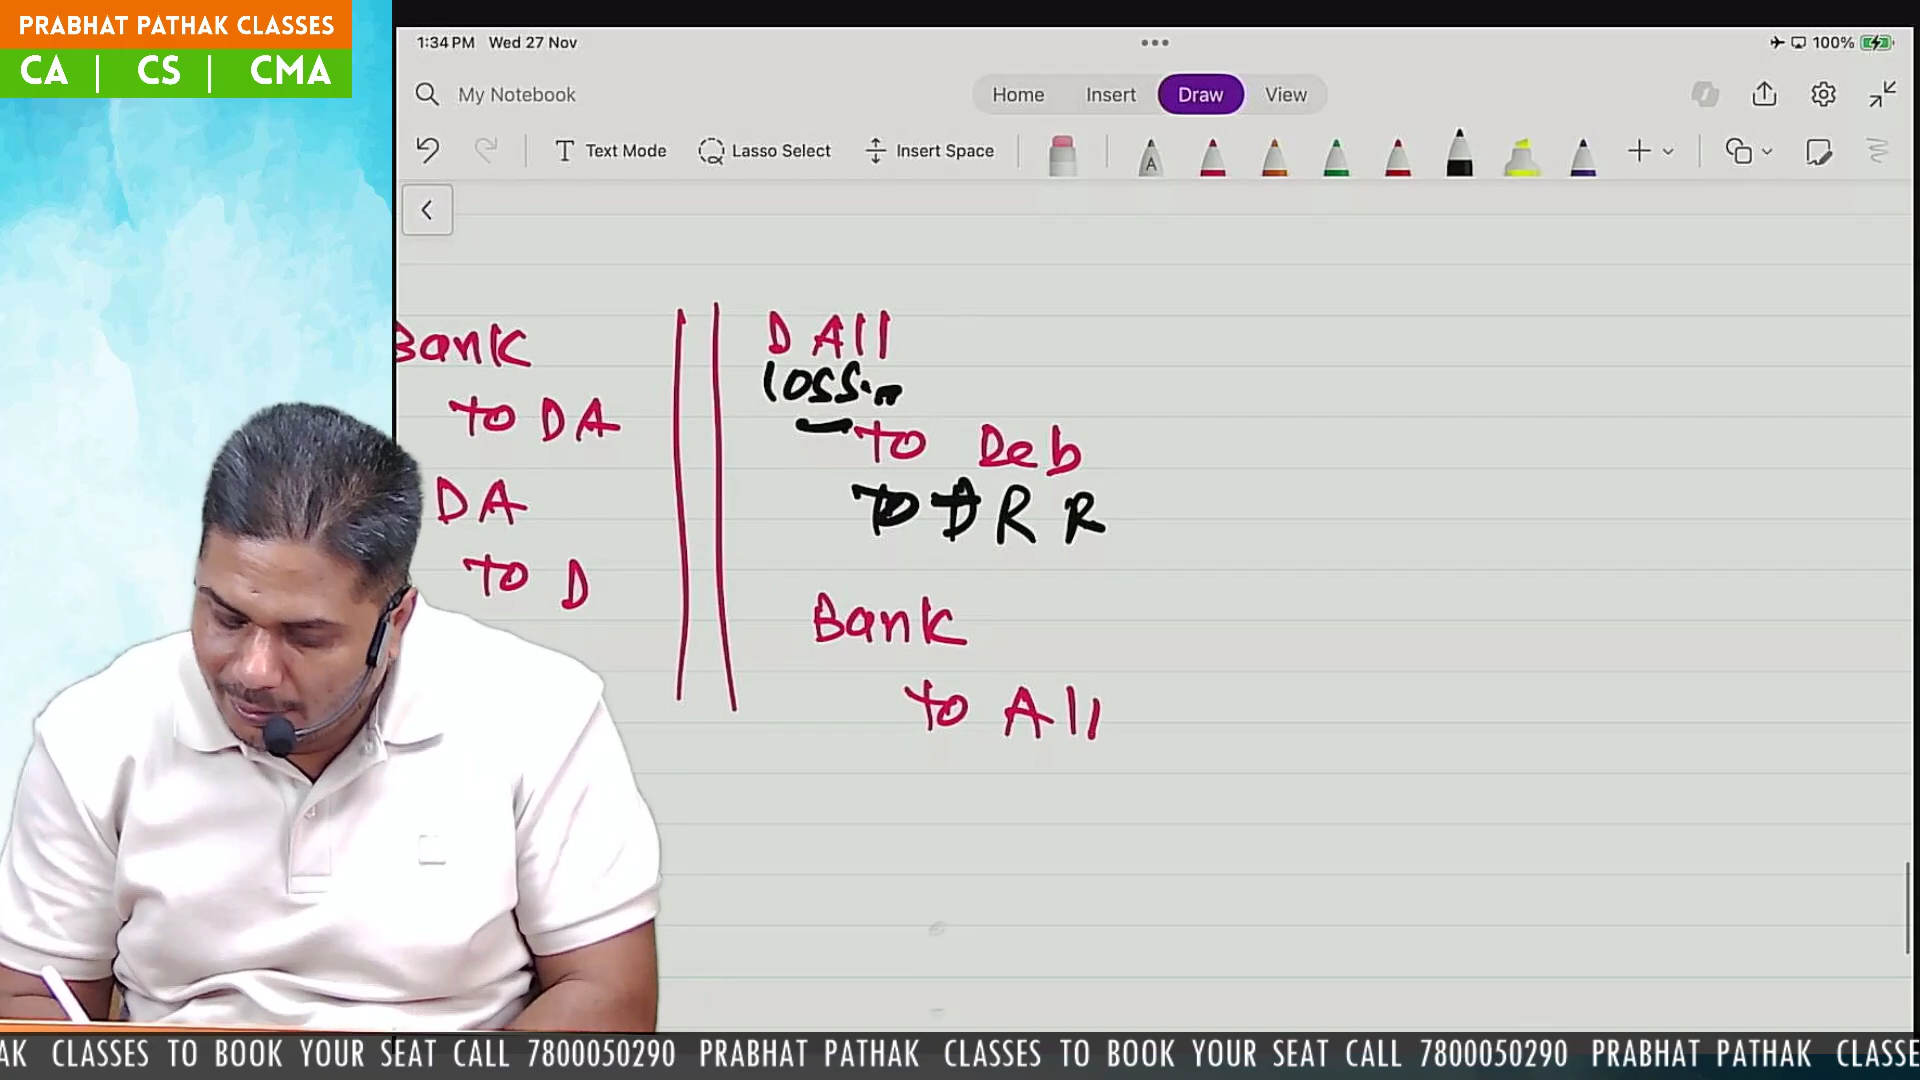 PRABHAT PATHAK CLASSES
CA | CS | CMA
1:34 PM Wed 27 Nov
100%
My Notebook
Home Insert Draw View
Text Mode Lasso Select Insert Space
A
Bank
to DA
DA
to D
D All
loss
to Deb
to D R R
Bank
to All
AK CLASSES TO BOOK YOUR SEAT CALL 7800050290 PRABHAT PATHAK CLASSES TO BOOK YOUR SEAT CALL 7800050290 PRABHAT PATHAK CLASSE